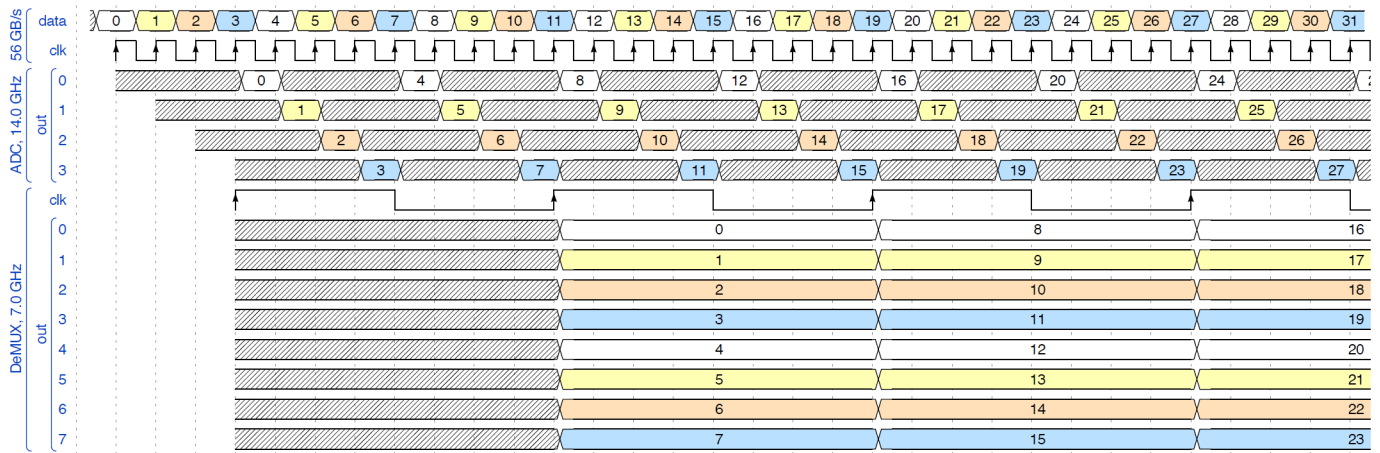 56 GB/s
data 0 1 2 3 4 5 6 7 8 9 10 11 12 13 14 15 16 17 18 19 20 21 22 23 24 25 26 27 28 29 30 31
clk
ADC, 14.0 GHz
out
0 0 4 8 12 16 20 24
1 1 5 9 13 17 21 25
2 2 6 10 14 18 22 26
3 3 7 11 15 19 23 27
DeMUX, 7.0 GHz
clk
out
0 0 8 16
1 1 9 17
2 2 10 18
3 3 11 19
4 4 12 20
5 5 13 21
6 6 14 22
7 7 15 23